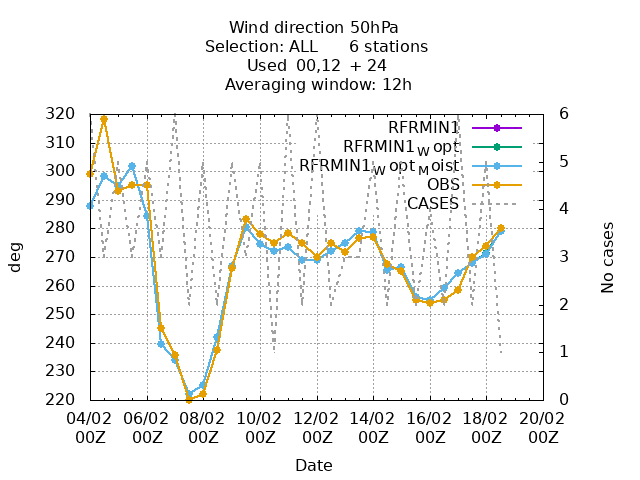 Wind direction 50hPa
Selection: ALL 6 stations
Used 00,12 + 24
Averaging window: 12h
RFRMIN1
RFRMIN1_W opt
RFRMIN1_W opt_M oist
OBS
CASES
320
310
300
290
280
270
260
250
240
230
220
deg
6
5
4
3
2
1
0
No cases
04/02 06/02 08/02 10/02 12/02 14/02 16/02 18/02 20/02
00Z 00Z 00Z 00Z 00Z 00Z 00Z 00Z 00Z
Date